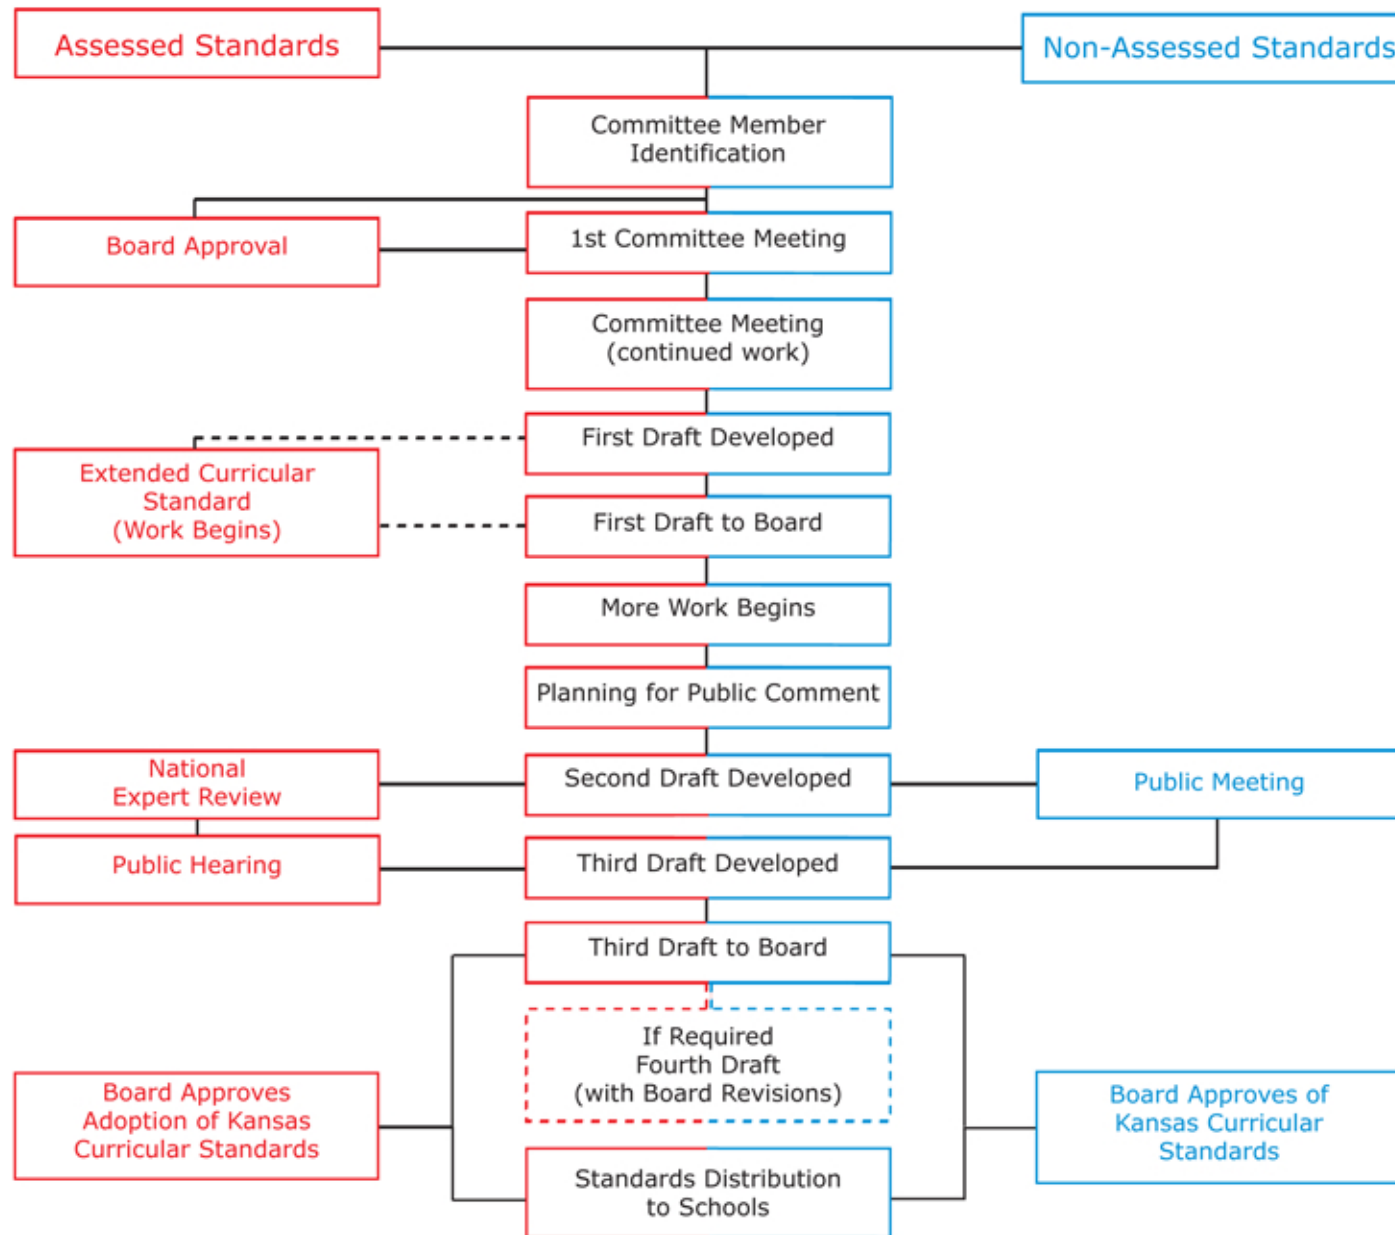 Assessed Standards
Non-Assessed Standards
Committee Member
Identification
Board Approval
1st Committee Meeting
Committee Meeting
(continued work)
First Draft Developed
Extended Curricular
Standard
(Work Begins)
First Draft to Board
More Work Begins
Planning for Public Comment
National
Expert Review
Second Draft Developed
Public Meeting
Public Hearing
Third Draft Developed
Third Draft to Board
If Required
Fourth Draft
(with Board Revisions)
Board Approves
Adoption of Kansas
Curricular Standards
Board Approves of
Kansas Curricular
Standards
Standards Distribution
to Schools